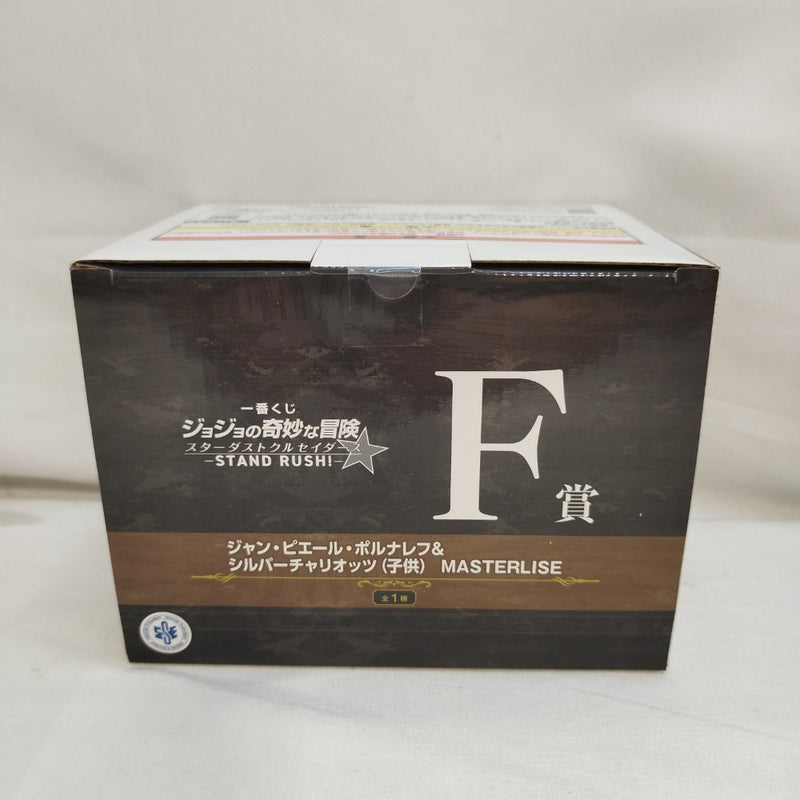 一番くじ
ジョジョの奇妙な冒険
スターダストクルセイダース
-STAND RUSH!-
F賞
ジャン・ピエール・ポルナレフ&
シルバーチャリオッツ(子供) MASTERLISE
全1種